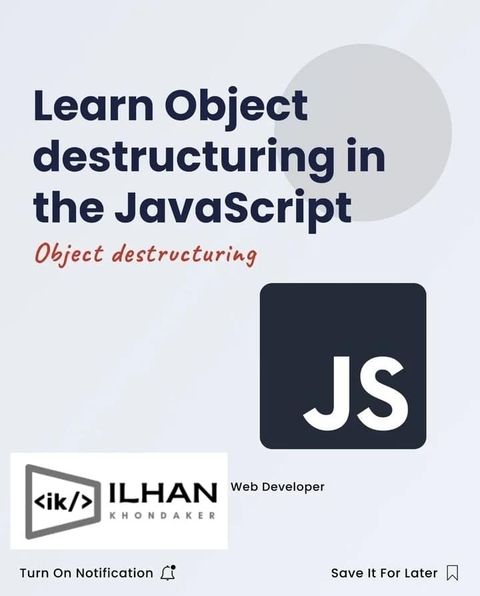 Learn Object
destructuring in
the JavaScript
Object destructuring
JS
<ik/> ILHAN
KHONDAKER
Web Developer
Turn On Notification
Save It For Later